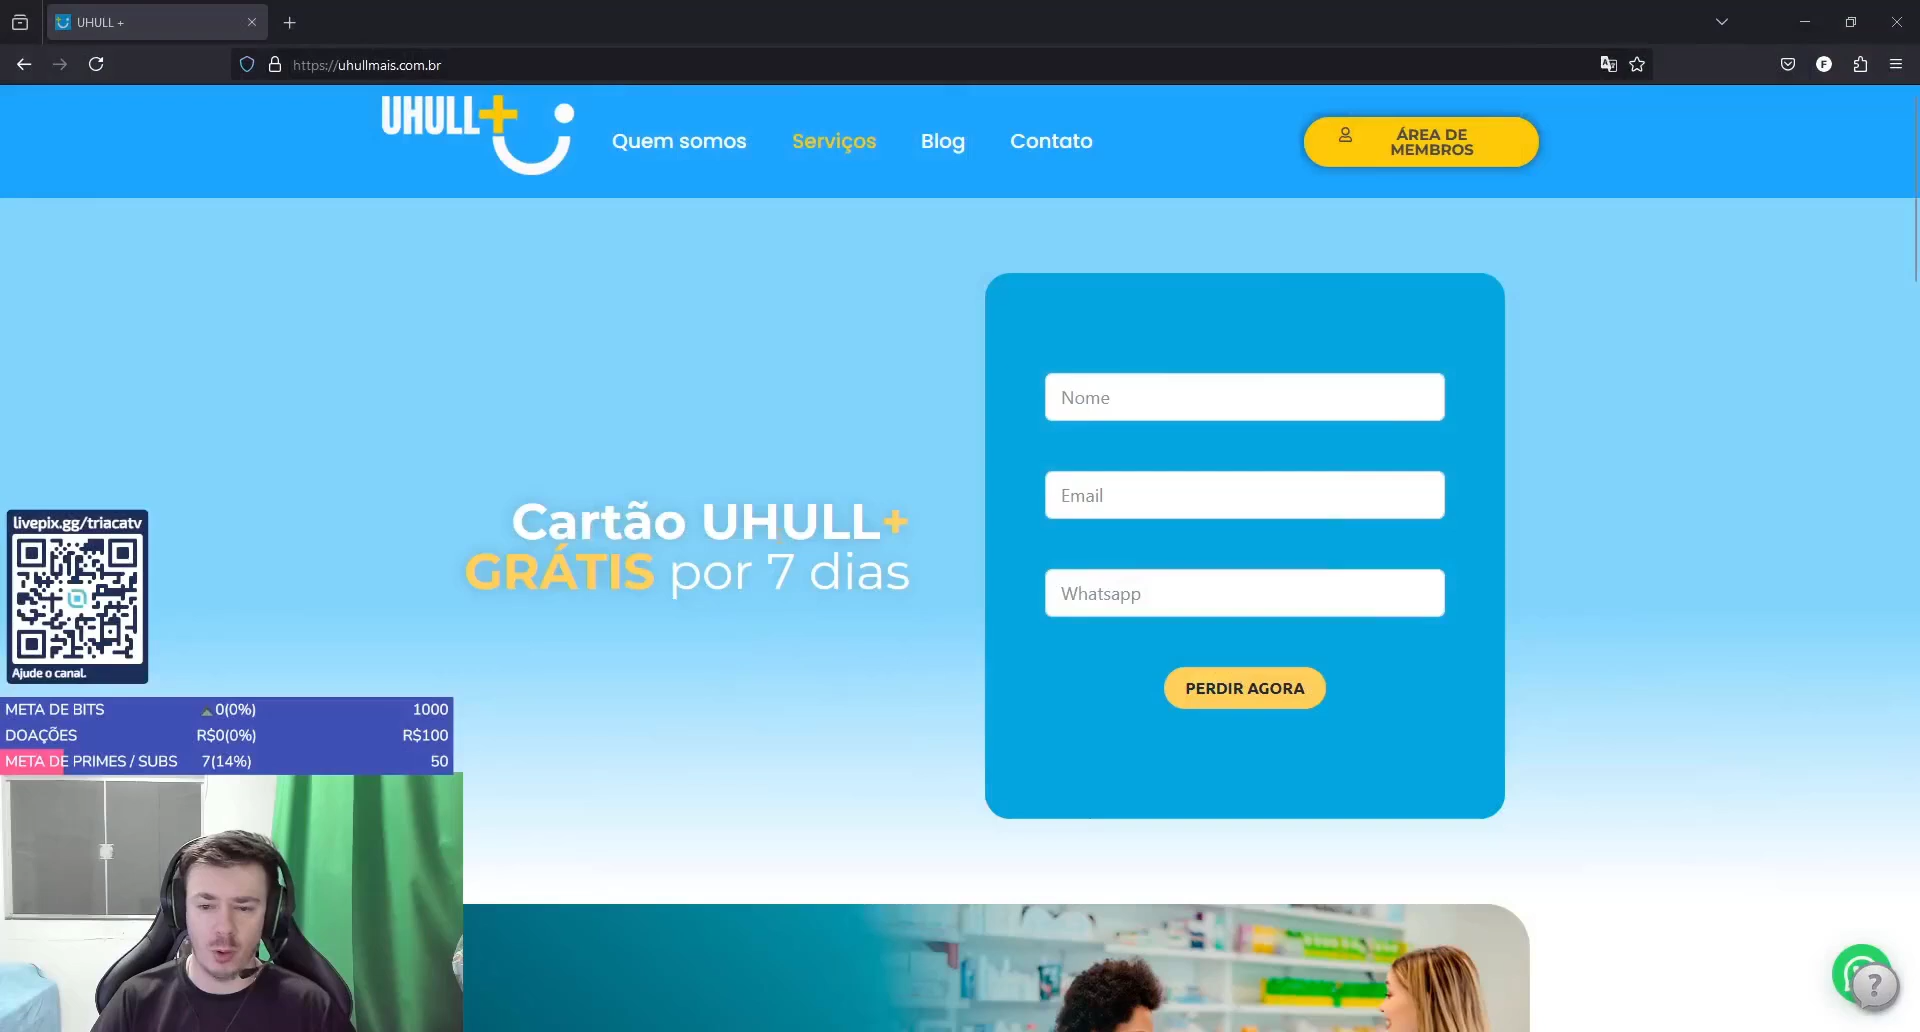 UHULL +
https://uhullmais.com.br
F
UHULL+
Quem somos
Serviços
Blog
Contato
ÁREA DE
MEMBROS
Nome
Email
Whatsapp
PERDIR AGORA
Cartão UHULL+
GRÁTIS por 7 dias
livepix.gg/triacatv
Ajude o canal.
META DE BITS 0(0%) 1000
DOAÇÕES R$0(0%) R$100
META DE PRIMES / SUBS 7(14%) 50
?